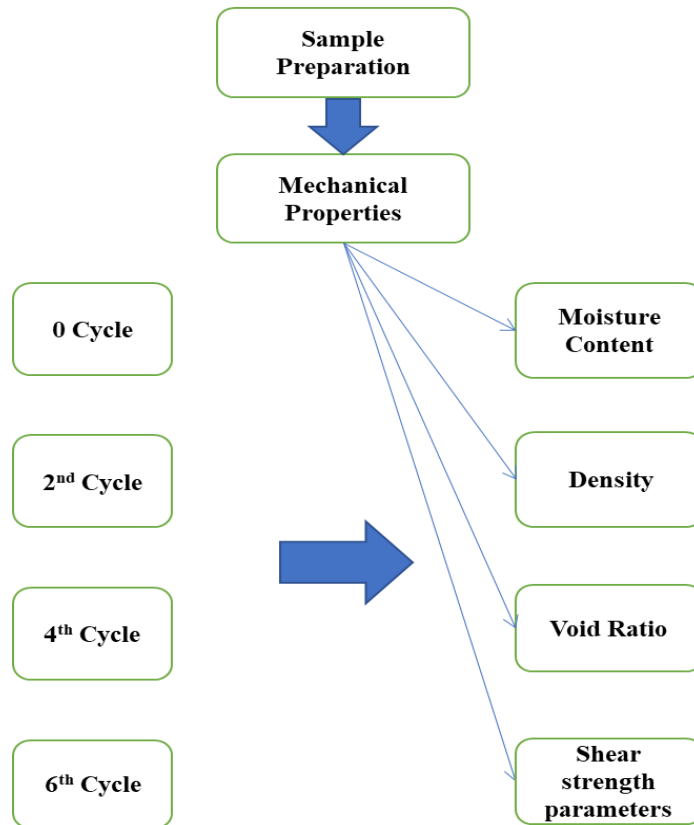 Sample
Preparation
Mechanical
Properties
0 Cycle
2nd Cycle
4th Cycle
6th Cycle
Moisture
Content
Density
Void Ratio
Shear
strength
parameters